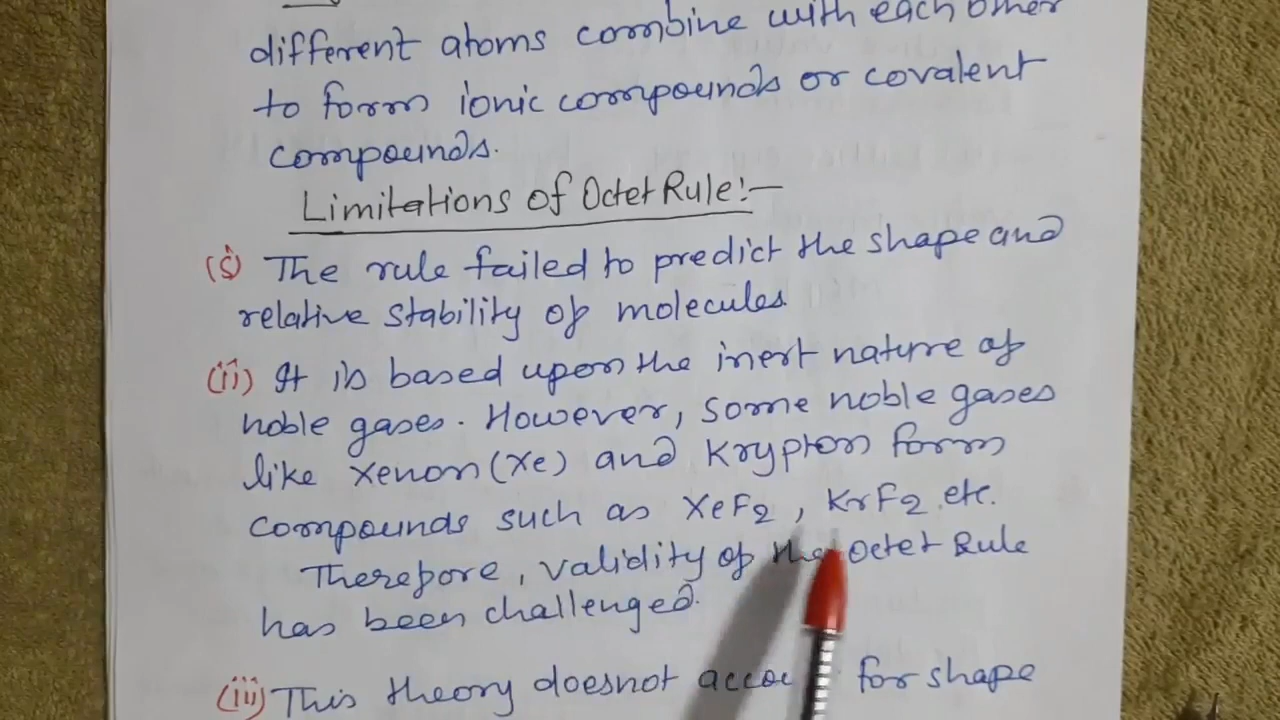 different atoms combine with each other
to form ionic compounds or covalent
compounds.
Limitations of Octet Rule:-
(i) The rule failed to predict the shape and
relative stability of molecules
(ii) It is based upon the inert nature of
noble gases. However, some noble gases
like xenon (Xe) and Krypton form
compounds such as XeF2, KrF2 etc.
Therefore, validity of the Octet Rule
has been challenged.
(iii) This theory doesnot for shape